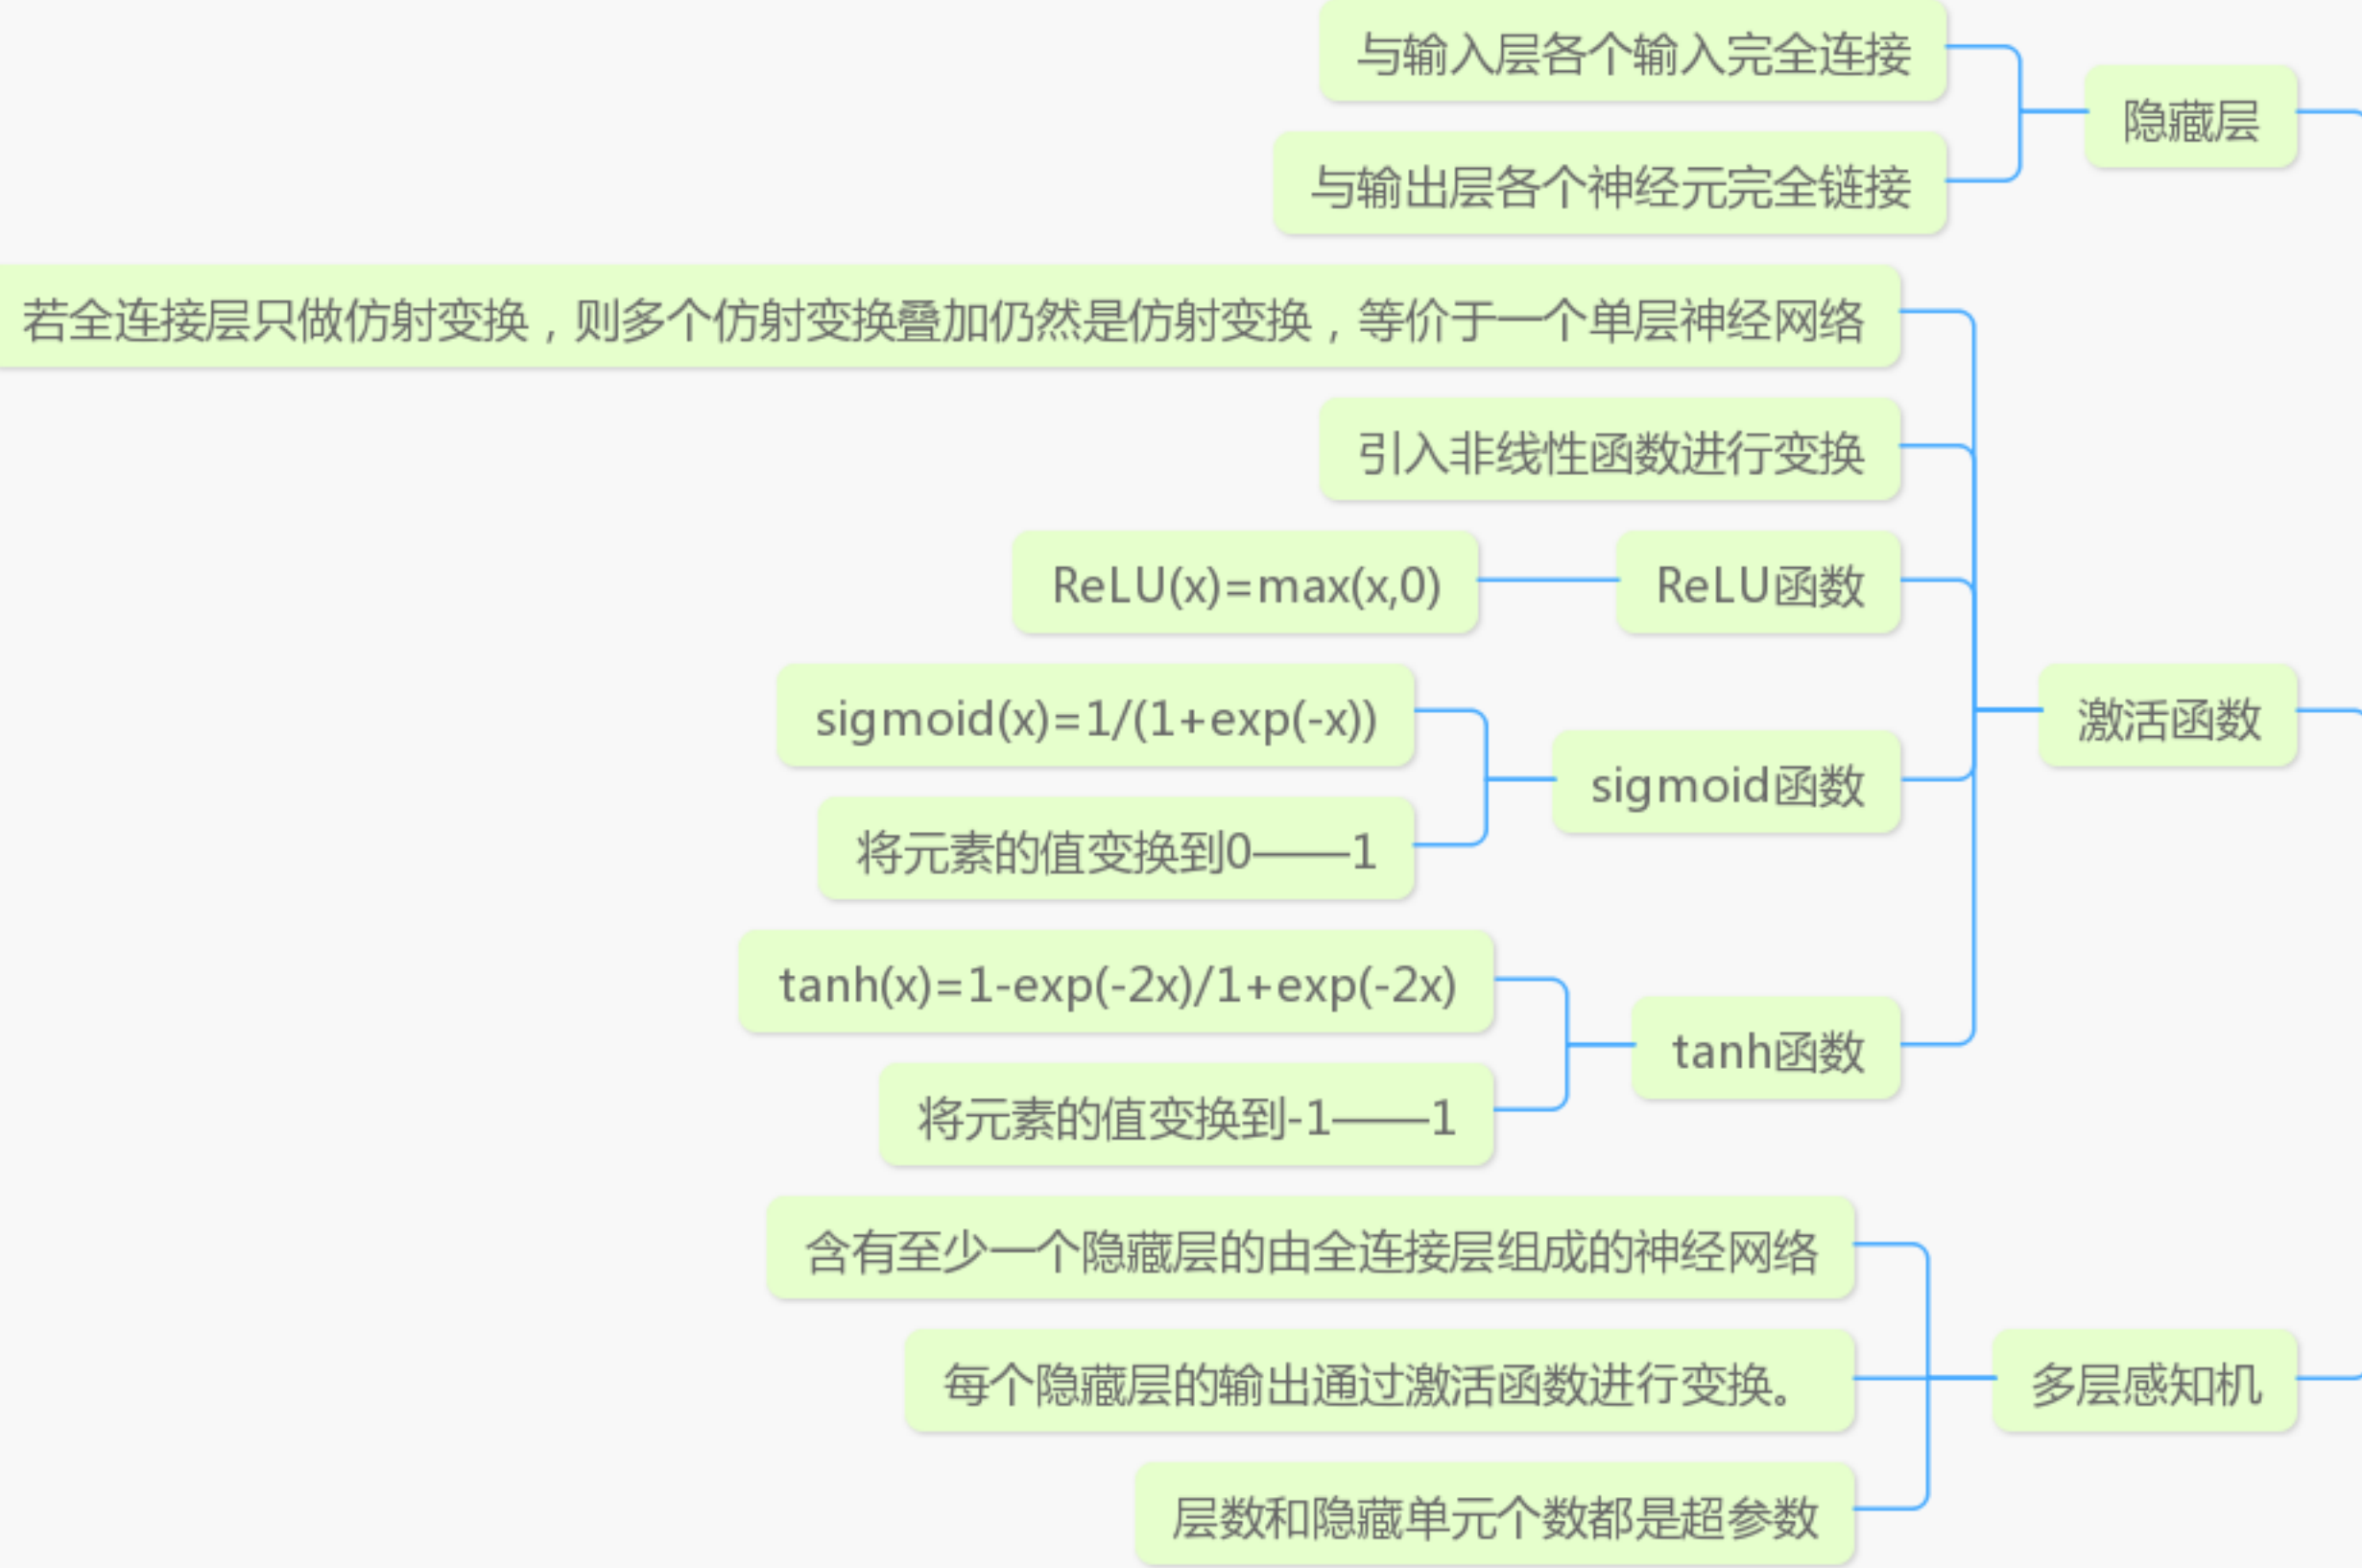 与输入层各个输入完全连接
隐藏层
与输出层各个神经元完全链接
若全连接层只做仿射变换，则多个仿射变换叠加仍然是仿射变换，等价于一个单层神经网络
引入非线性函数进行变换
ReLU(x)=max(x,0)
ReLU函数
sigmoid(x)=1/(1+exp(-x))
激活函数
sigmoid函数
将元素的值变换到0——1
tanh(x)=1-exp(-2x)/1+exp(-2x)
tanh函数
将元素的值变换到-1——1
含有至少一个隐藏层的由全连接层组成的神经网络
每个隐藏层的输出通过激活函数进行变换。
多层感知机
层数和隐藏单元个数都是超参数